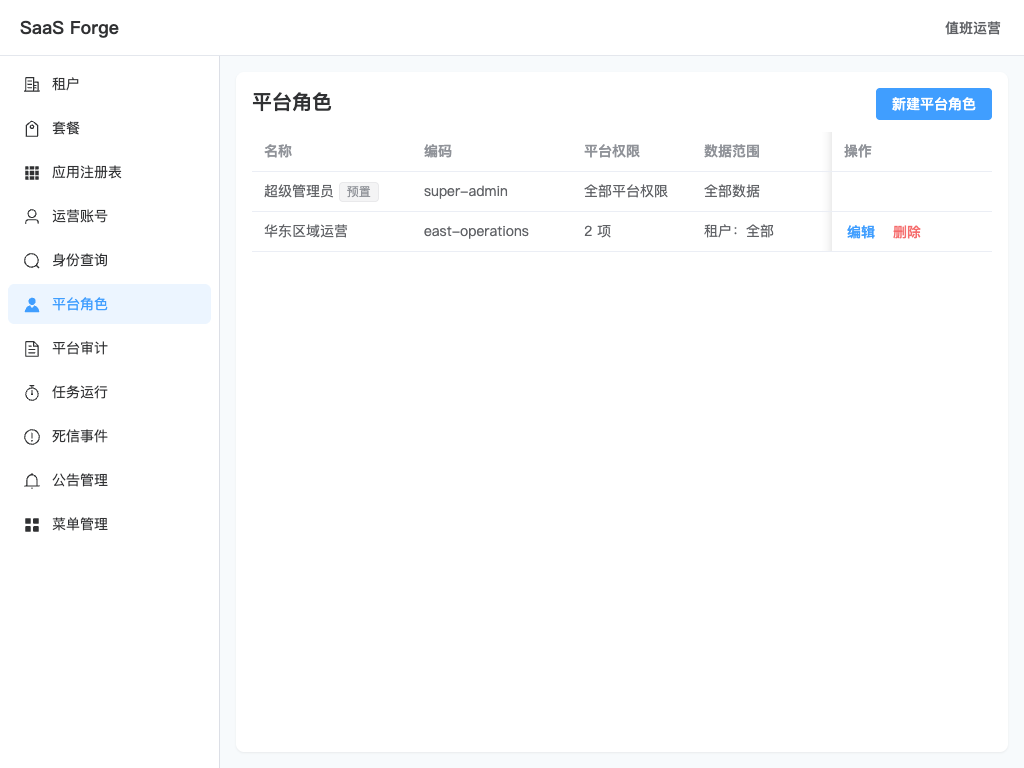 SaaS Forge
值班运营
租户
套餐
应用注册表
运营账号
身份查询
平台角色
平台审计
任务运行
死信事件
公告管理
菜单管理
平台角色
新建平台角色
名称 编码 平台权限 数据范围 操作
超级管理员 预置 super-admin 全部平台权限 全部数据
华东区域运营 east-operations 2 项 租户：全部 编辑 删除